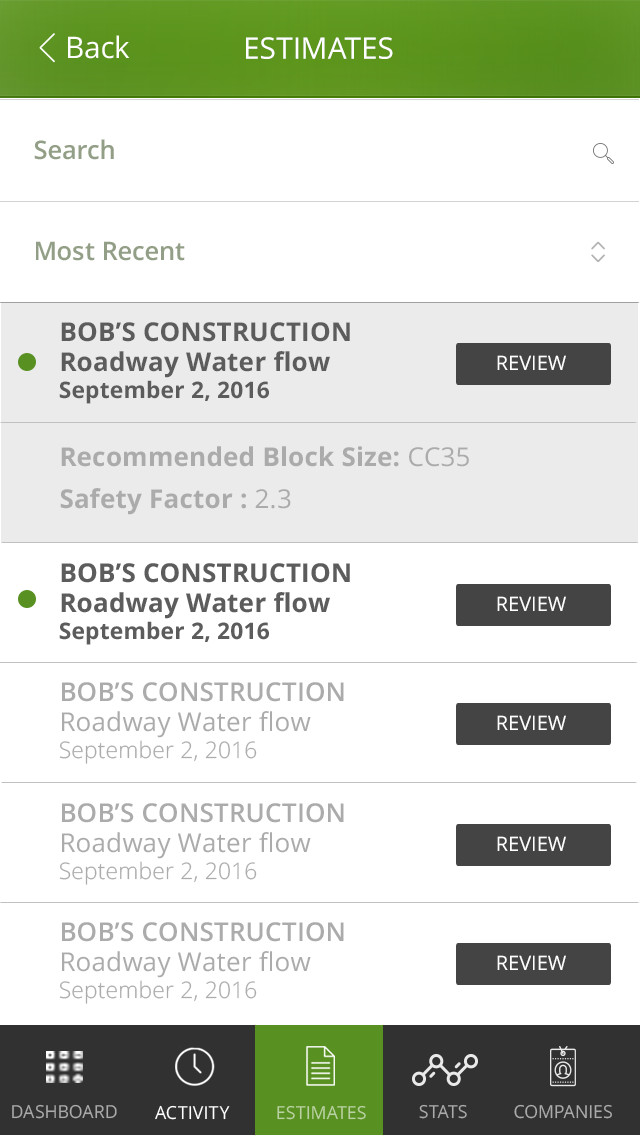 Back
ESTIMATES
Search
Most Recent
BOB’S CONSTRUCTION
Roadway Water flow
September 2, 2016
REVIEW
Recommended Block Size: CC35
Safety Factor : 2.3
BOB’S CONSTRUCTION
Roadway Water flow
September 2, 2016
REVIEW
BOB’S CONSTRUCTION
Roadway Water flow
September 2, 2016
REVIEW
BOB’S CONSTRUCTION
Roadway Water flow
September 2, 2016
REVIEW
BOB’S CONSTRUCTION
Roadway Water flow
September 2, 2016
REVIEW
DASHBOARD
ACTIVITY
ESTIMATES
STATS
COMPANIES